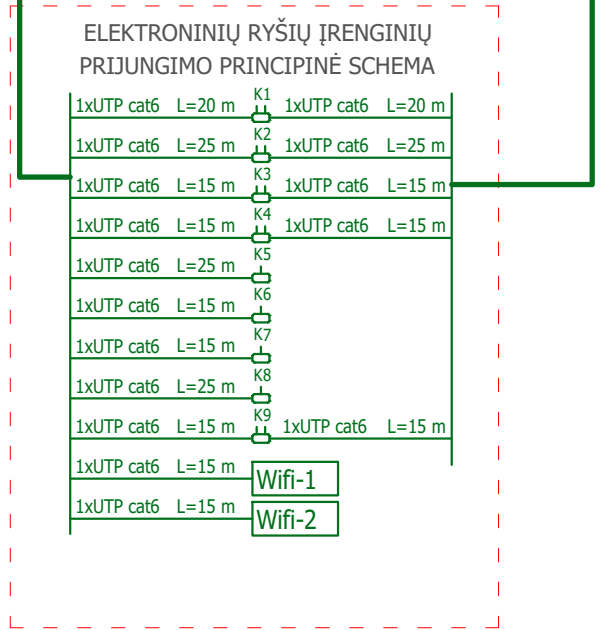 ELEKTRONINIŲ RYŠIŲ ĮRENGINIŲ
PRIJUNGIMO PRINCIPINĖ SCHEMA
K1
1xUTP cat6 L=20 m 1xUTP cat6 L=20 m
K2
1xUTP cat6 L=25 m 1xUTP cat6 L=25 m
K3
1xUTP cat6 L=15 m 1xUTP cat6 L=15 m
K4
1xUTP cat6 L=15 m 1xUTP cat6 L=15 m
K5
1xUTP cat6 L=25 m
K6
1xUTP cat6 L=15 m
K7
1xUTP cat6 L=15 m
K8
1xUTP cat6 L=25 m
K9
1xUTP cat6 L=15 m 1xUTP cat6 L=15 m
1xUTP cat6 L=15 m Wifi-1
1xUTP cat6 L=15 m Wifi-2